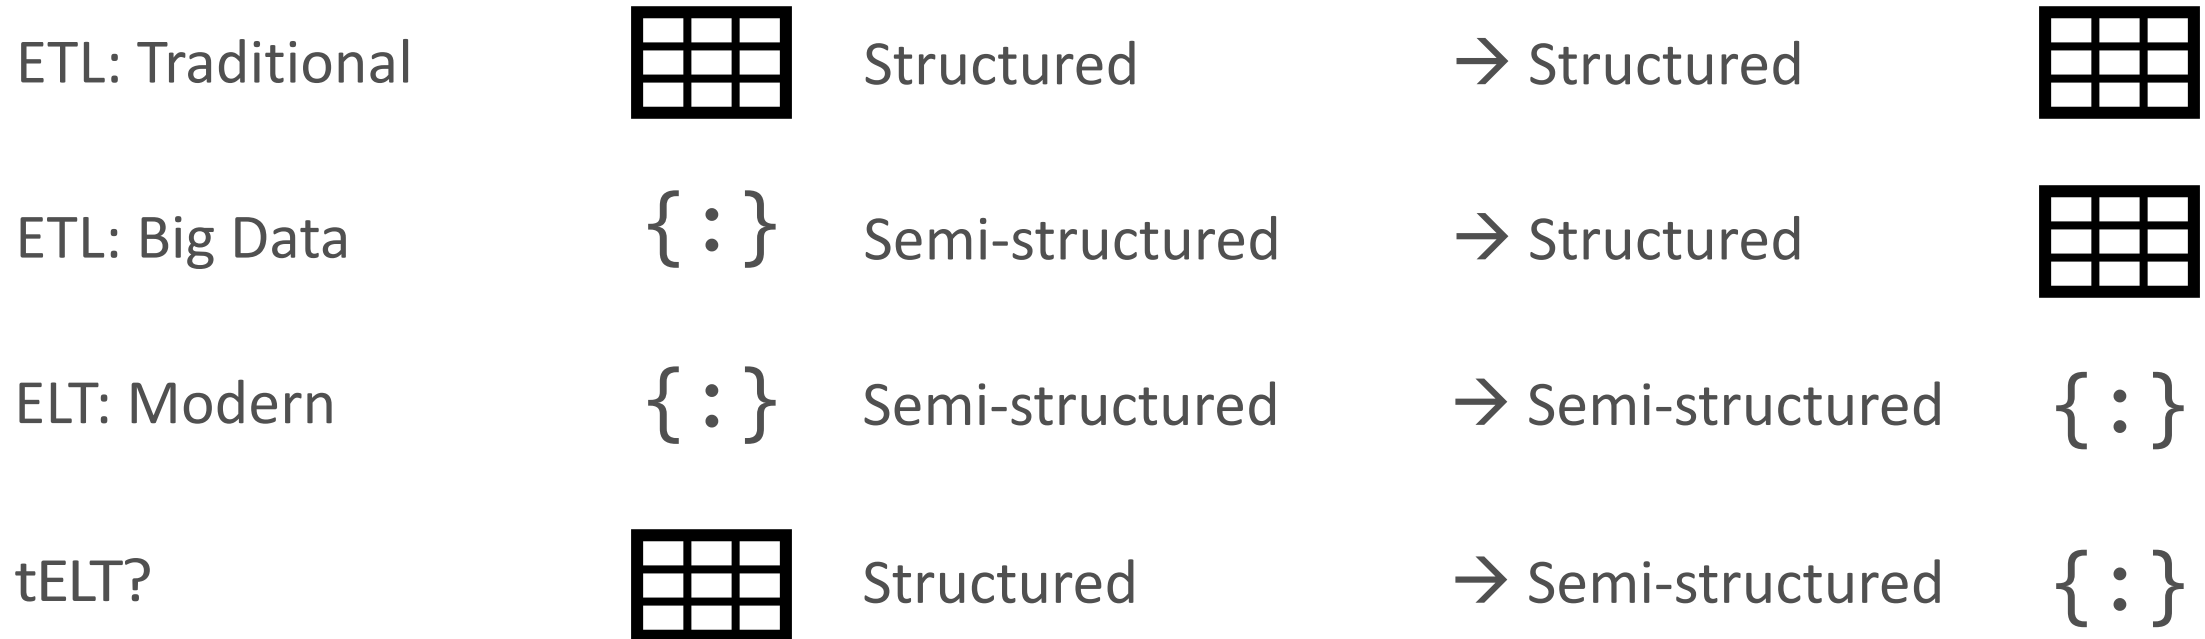 ETL: Traditional Structured → Structured
ETL: Big Data {:} Semi-structured → Structured
ELT: Modern {:} Semi-structured → Semi-structured {:}
tELT? Structured → Semi-structured {:}